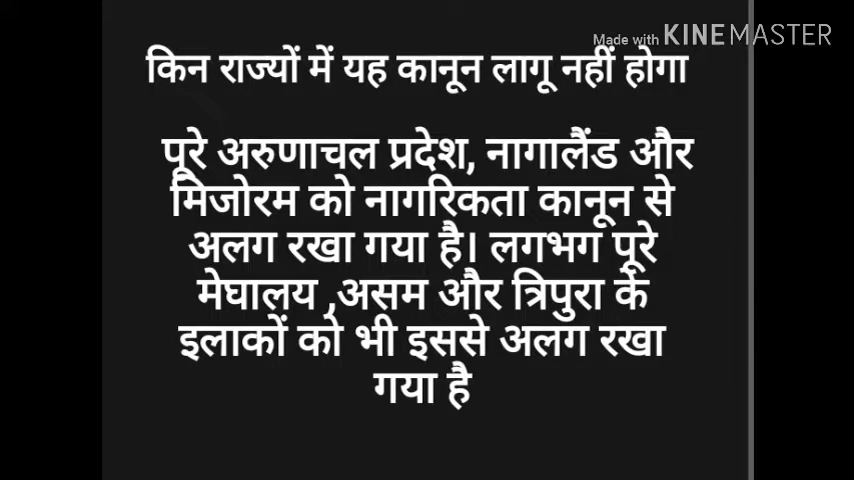 Made with KINEMASTER
किन राज्यों में यह कानून लागू नहीं होगा
पूरे अरुणाचल प्रदेश, नागालैंड और
मिजोरम को नागरिकता कानून से
अलग रखा गया है। लगभग पूरे
मेघालय ,असम और त्रिपुरा के
इलाकों को भी इससे अलग रखा
गया है